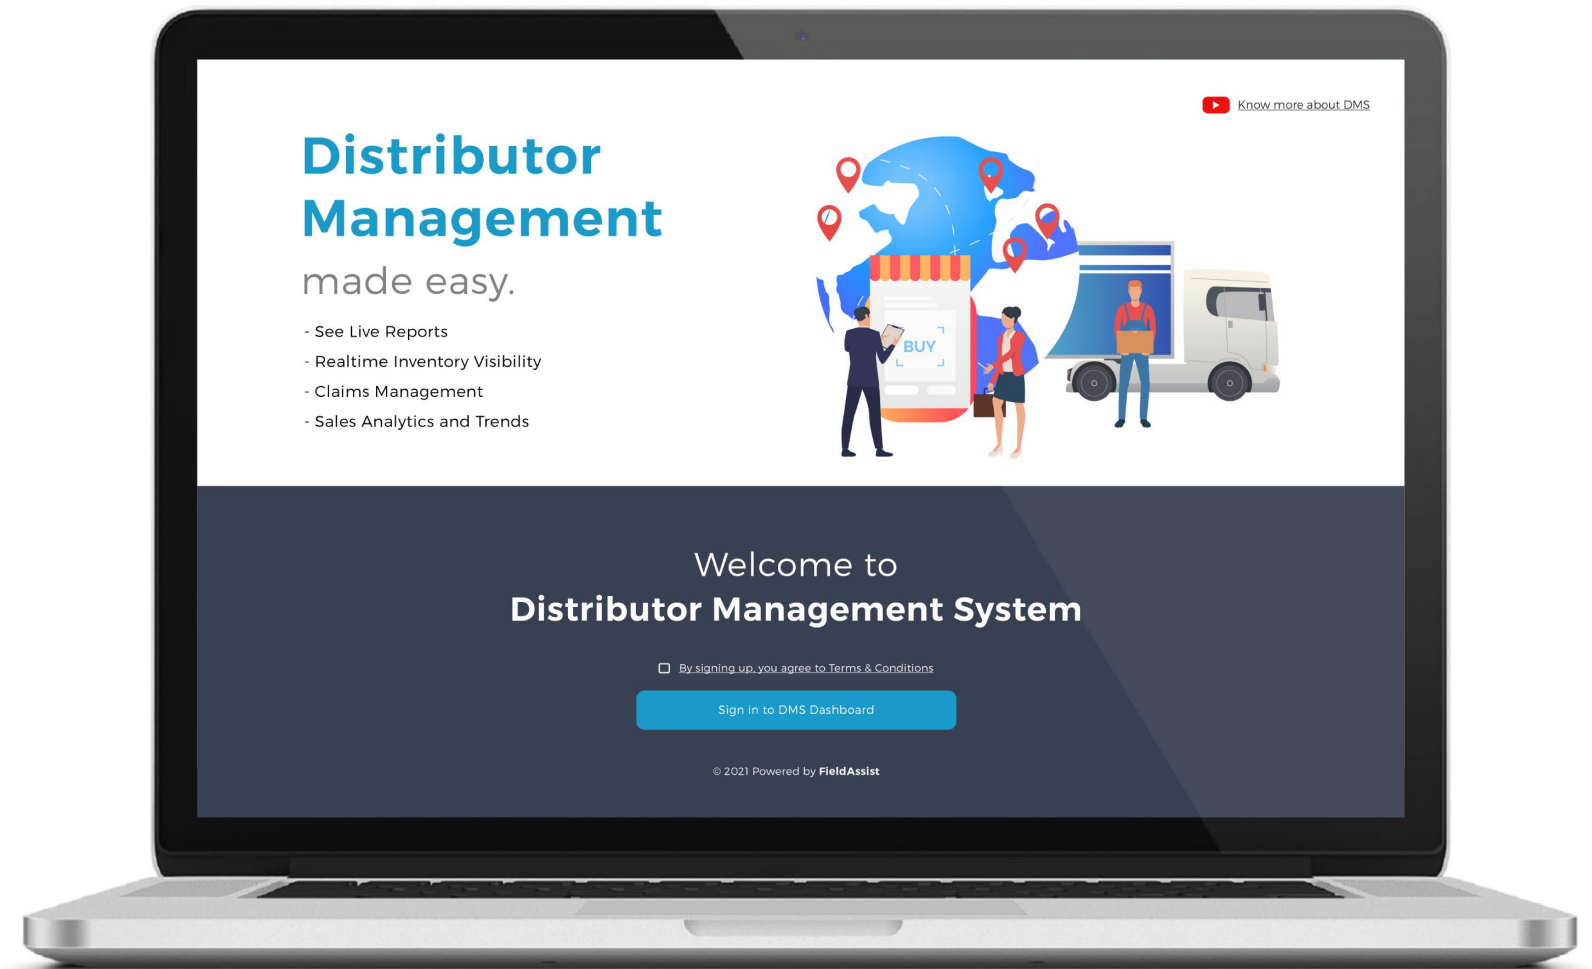 Know more about DMS
Distributor
Management
made easy.
- See Live Reports
- Realtime Inventory Visibility
- Claims Management
- Sales Analytics and Trends
BUY
Welcome to
Distributor Management System
By signing up, you agree to Terms & Conditions
Sign in to DMS Dashboard
© 2021 Powered by FieldAssist